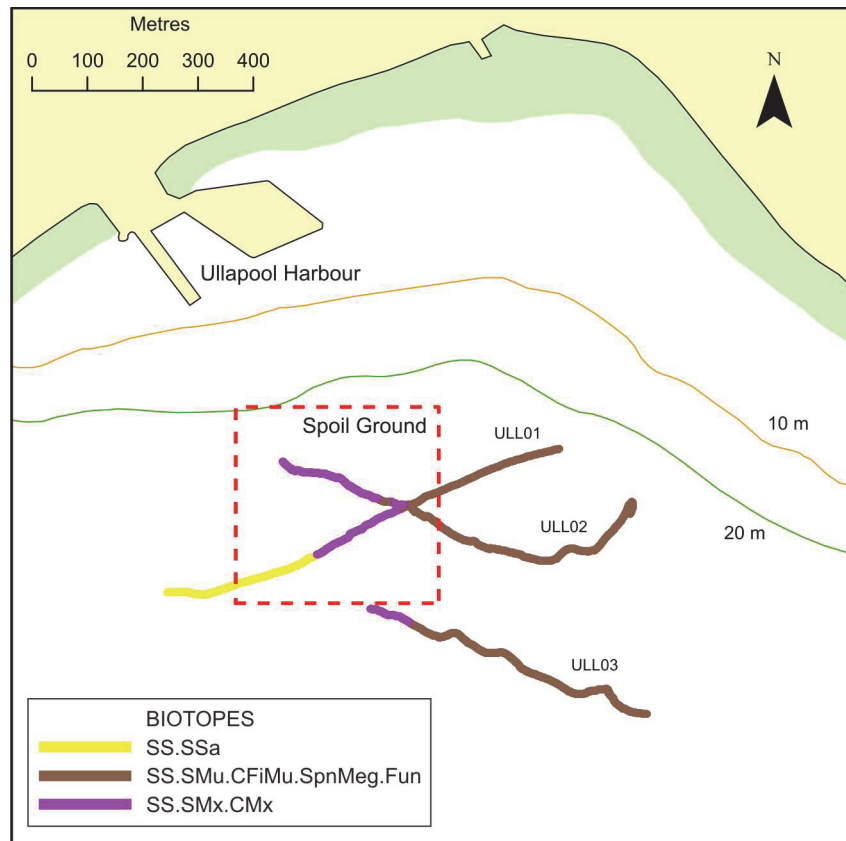 Metres
0 100 200 300 400
N
Ullapool Harbour
10 m
Spoil Ground
ULL01
20 m
ULL02
ULL03
BIOTOPES
SS.SSa
SS.SMu.CFiMu.SpnMeg.Fun
SS.SMx.CMx